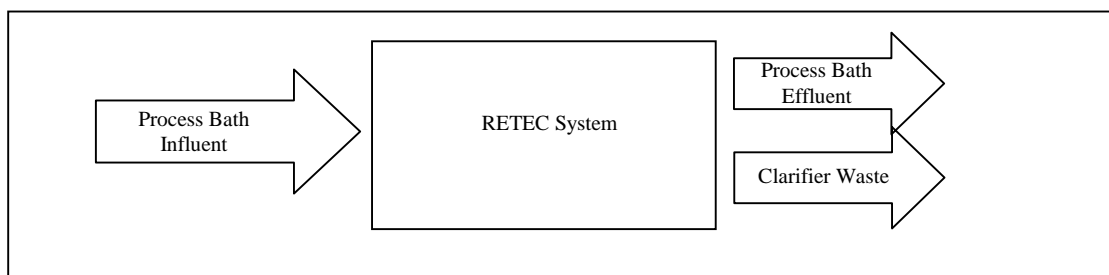 Process Bath
Influent
RETEC System
Process Bath
Effluent
Clarifier Waste